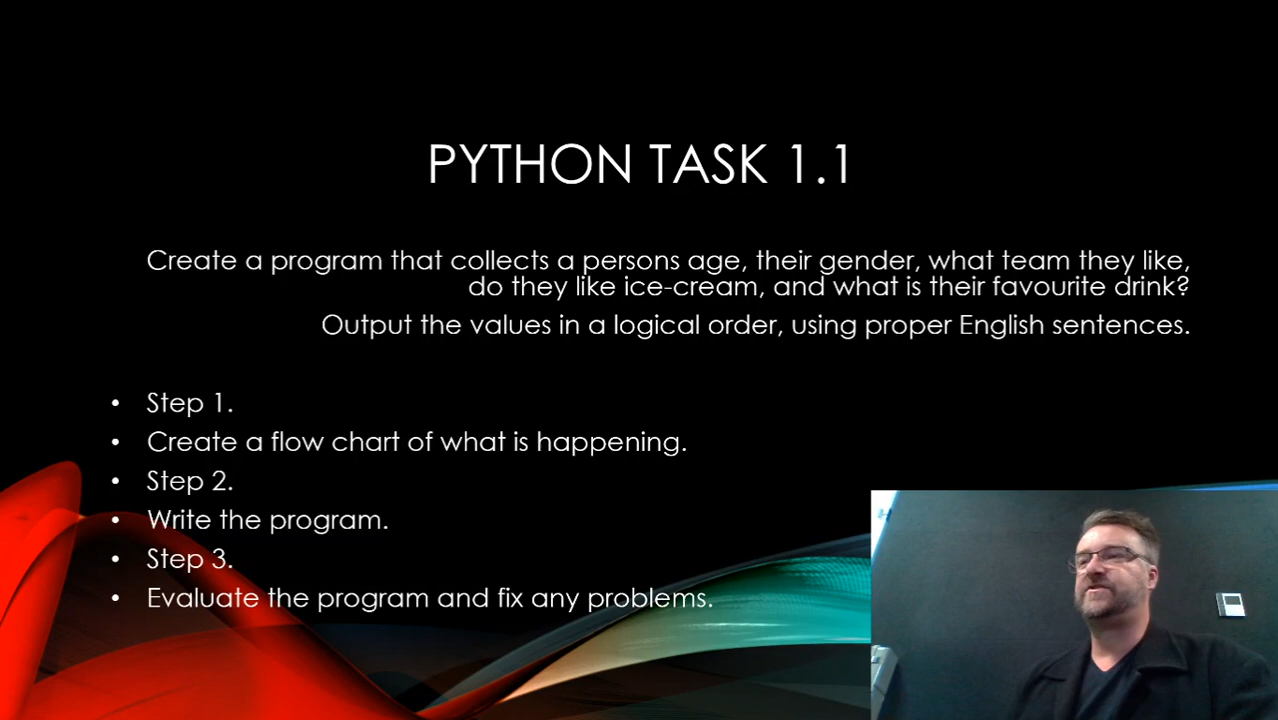 PYTHON TASK 1.1
Create a program that collects a persons age, their gender, what team they like,
do they like ice-cream, and what is their favourite drink?
Output the values in a logical order, using proper English sentences.
• Step 1.
• Create a flow chart of what is happening.
• Step 2.
• Write the program.
• Step 3.
• Evaluate the program and fix any problems.